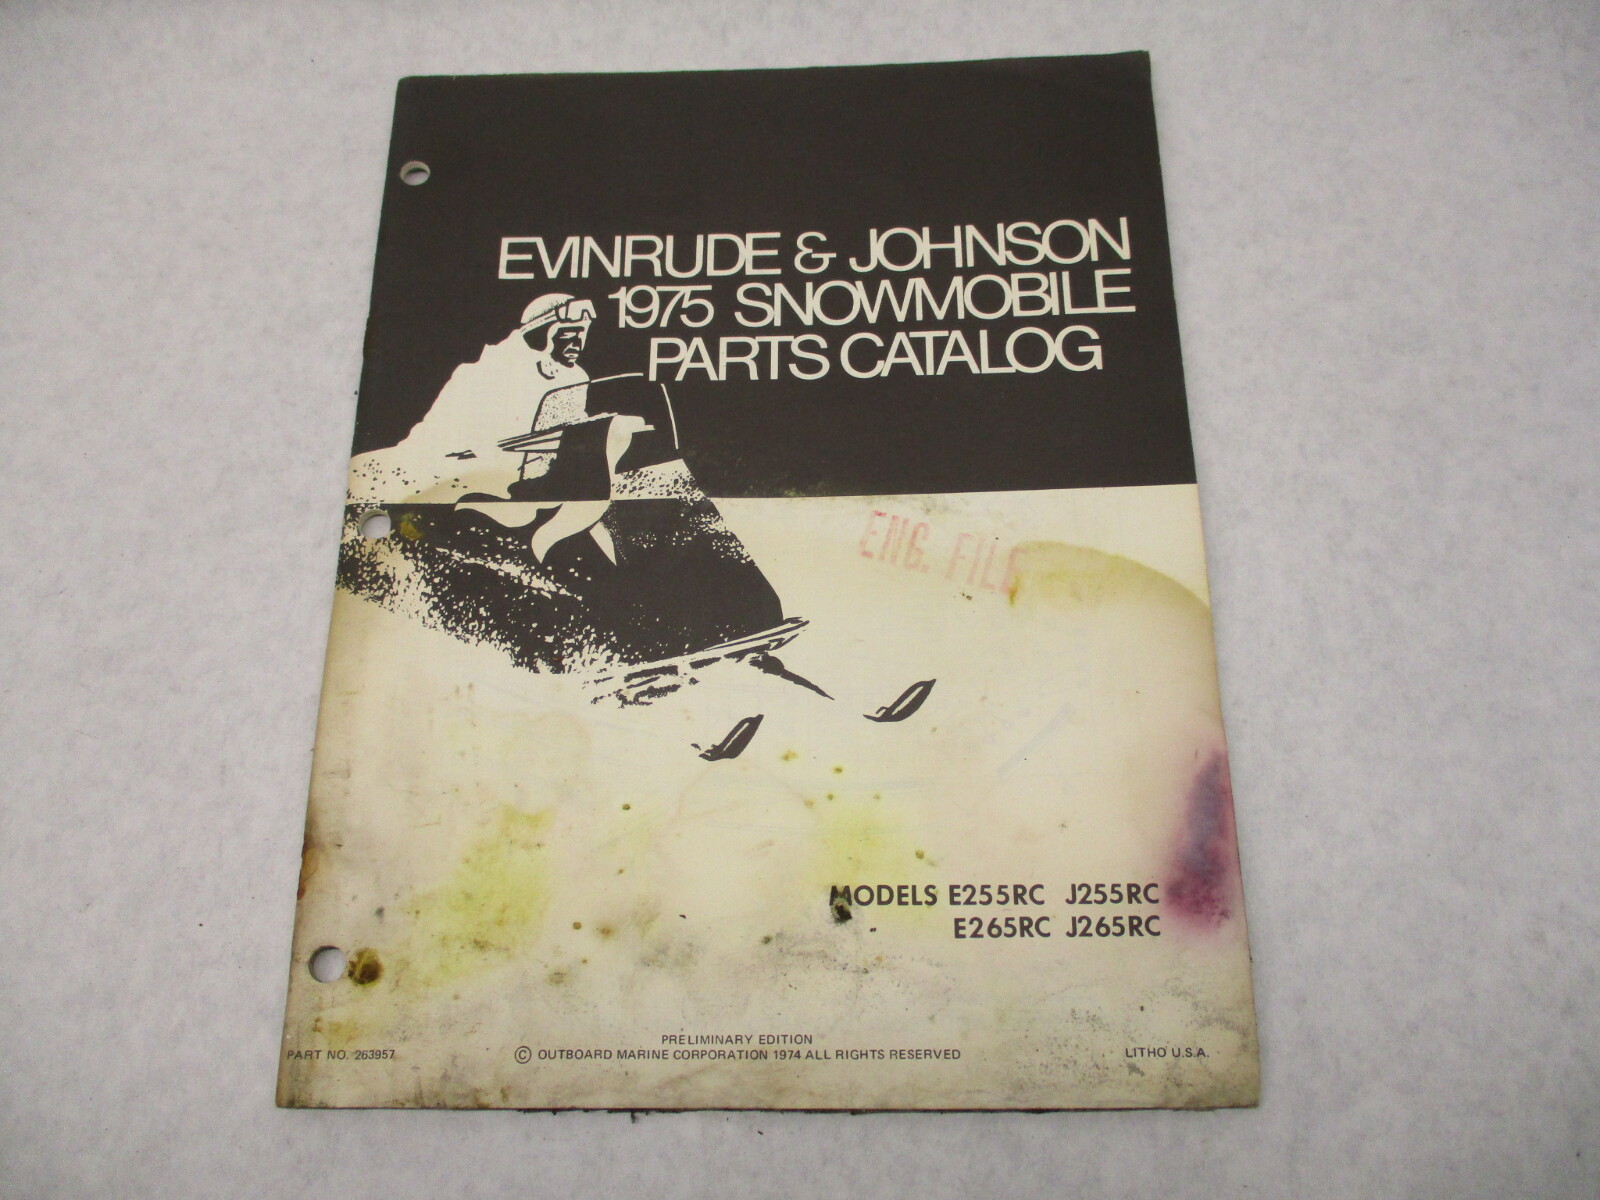 EVINRUDE & JOHNSON
1975 SNOWMOBILE
PARTS CATALOG
ENG. FILE
MODELS E255RC J255RC
E265RC J265RC
PRELIMINARY EDITION
PART NO. 263957
© OUTBOARD MARINE CORPORATION 1974 ALL RIGHTS RESERVED
LITHO U.S.A.